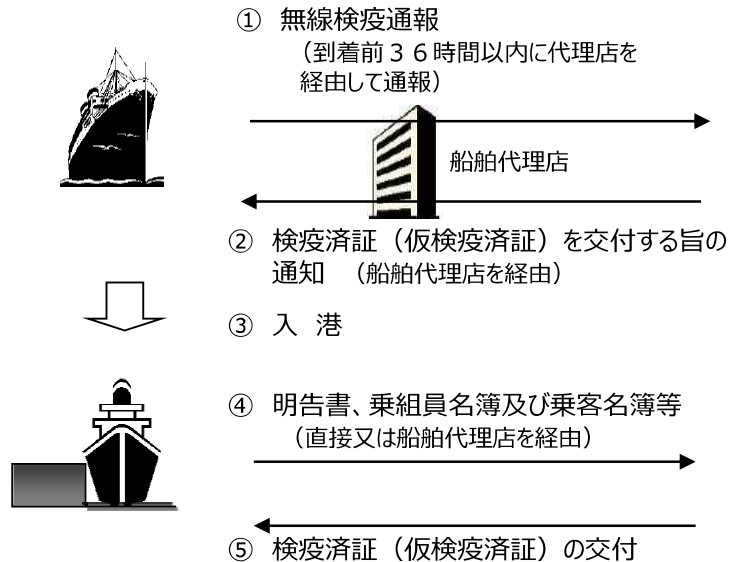 ① 無線検疫通報
（到着前３６時間以内に代理店を
経由して通報）
船舶代理店
② 検疫済証（仮検疫済証）を交付する旨の
通知 （船舶代理店を経由）
③ 入 港
④ 明告書、乗組員名簿及び乗客名簿等
（直接又は船舶代理店を経由）
⑤ 検疫済証（仮検疫済証）の交付